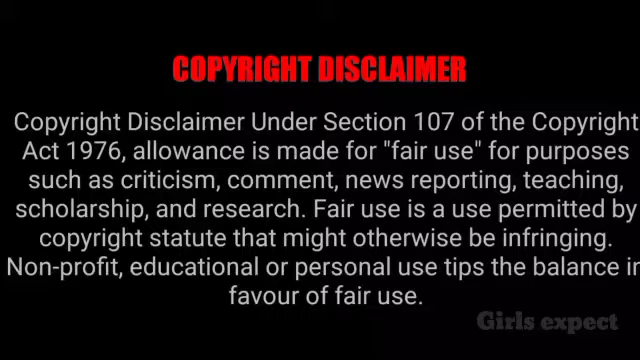 COPYRIGHT DISCLAIMER
Copyright Disclaimer Under Section 107 of the Copyright
Act 1976, allowance is made for "fair use" for purposes
such as criticism, comment, news reporting, teaching,
scholarship, and research. Fair use is a use permitted by
copyright statute that might otherwise be infringing.
Non-profit, educational or personal use tips the balance in
favour of fair use.
Girls expect